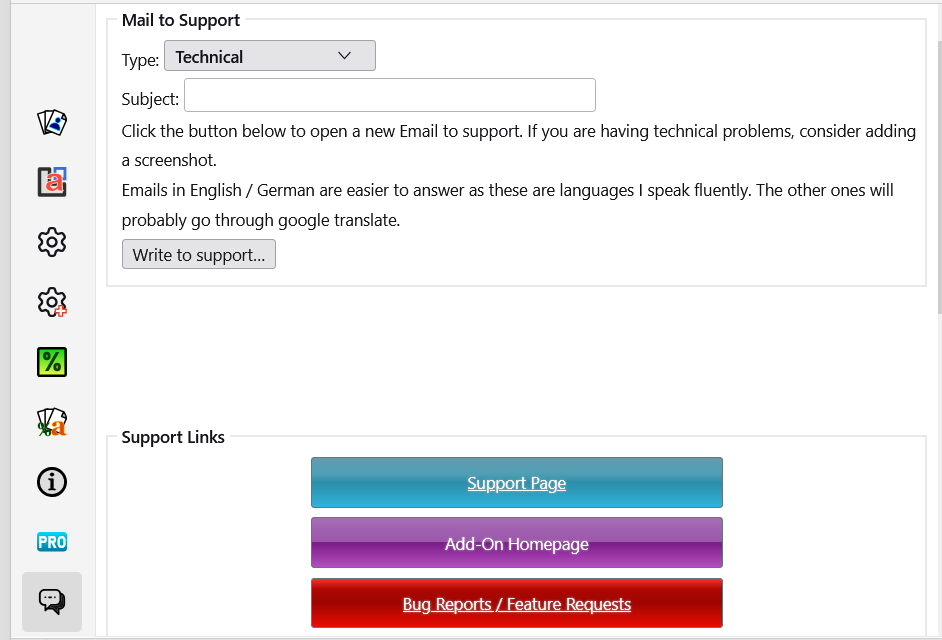 Mail to Support
Type: Technical
Subject:
Click the button below to open a new Email to support. If you are having technical problems, consider adding
a screenshot.
Emails in English / German are easier to answer as these are languages I speak fluently. The other ones will
probably go through google translate.
Write to support...
Support Links
Support Page
Add-On Homepage
Bug Reports / Feature Requests
a
%
%a
i
PRO